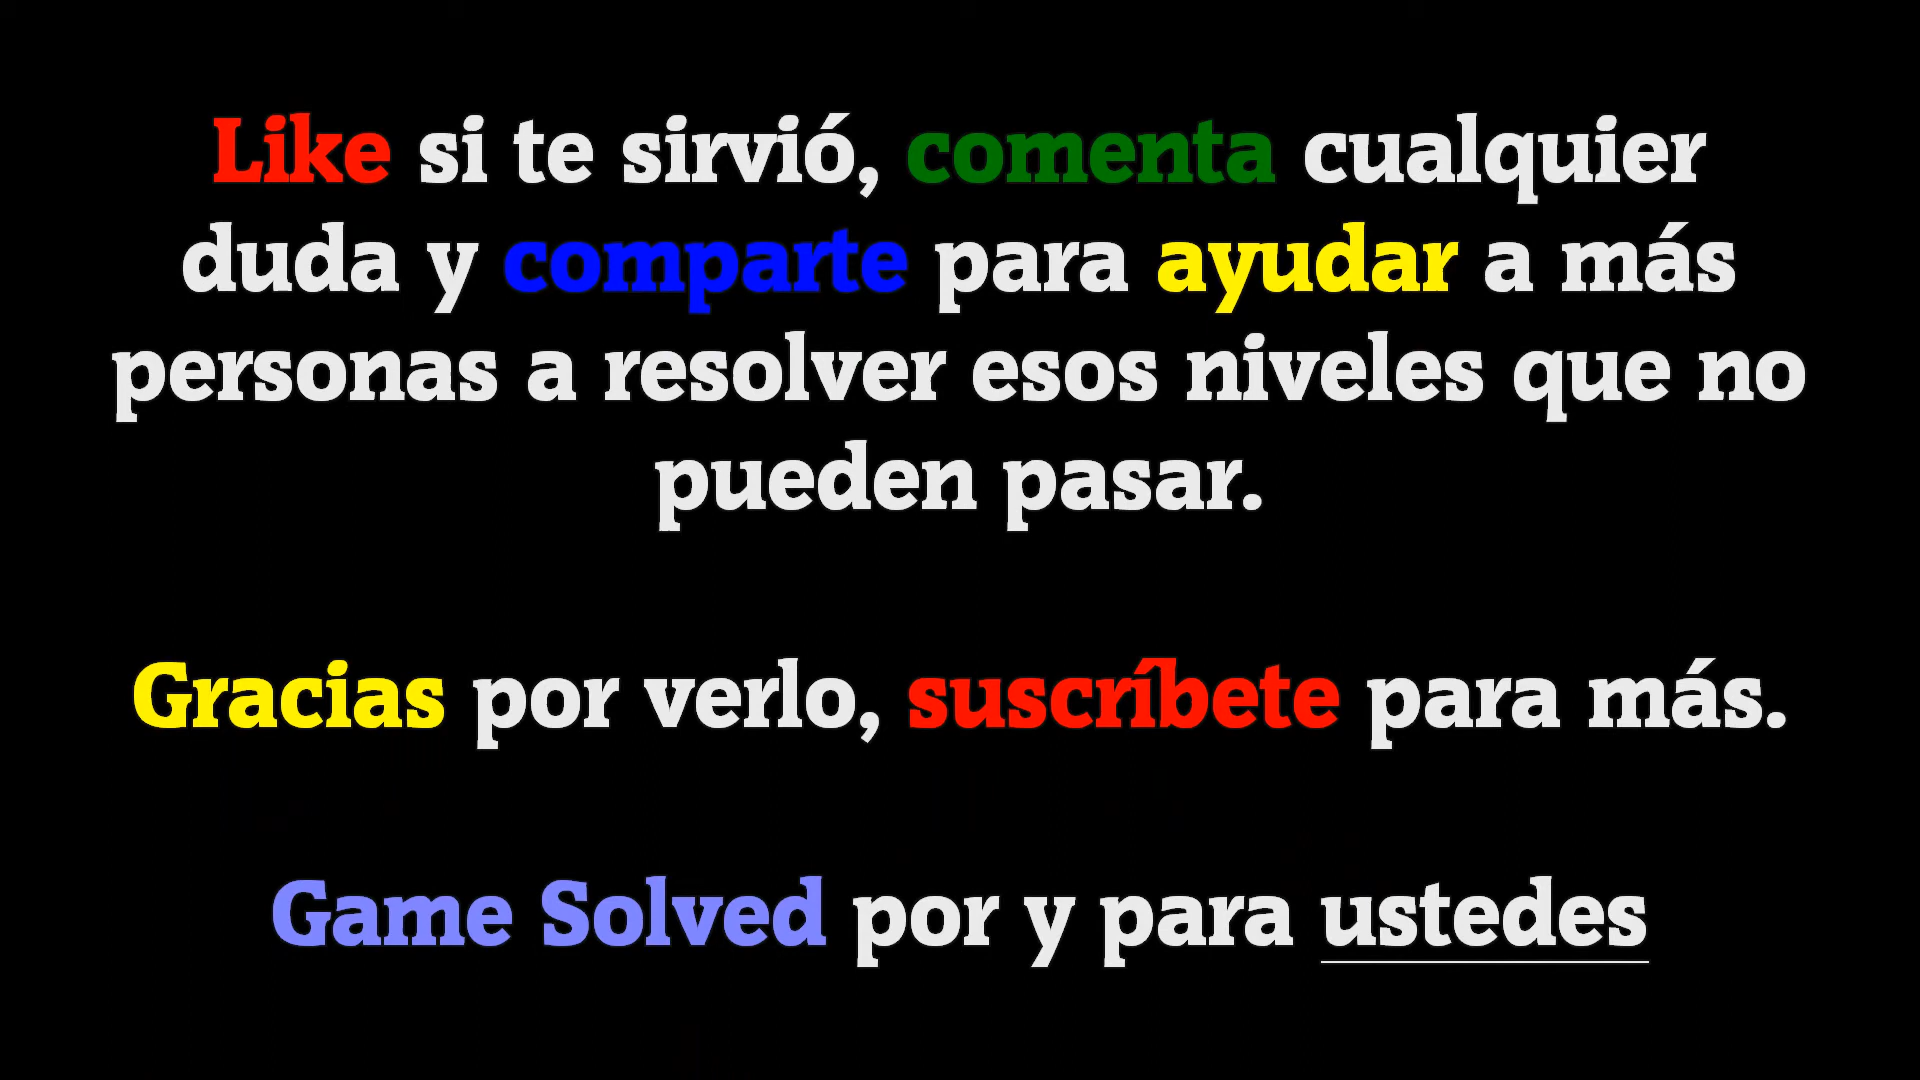 Like si te sirvió, comenta cualquier
duda y comparte para ayudar a más
personas a resolver esos niveles que no
pueden pasar.
Gracias por verlo, suscríbete para más.
Game Solved por y para ustedes